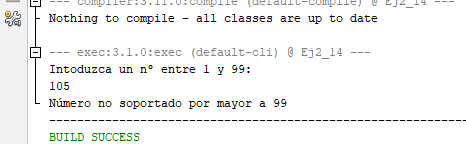 --- compiler:3.11.0:compile (default-compile) @ Ej2_14 ---
Nothing to compile - all classes are up to date
--- exec:3.1.0:exec (default-cli) @ Ej2_14 ---
Intoduzca un nº entre 1 y 99:
105
Número no soportado por mayor a 99
------------------------------------------------------------------------
BUILD SUCCESS